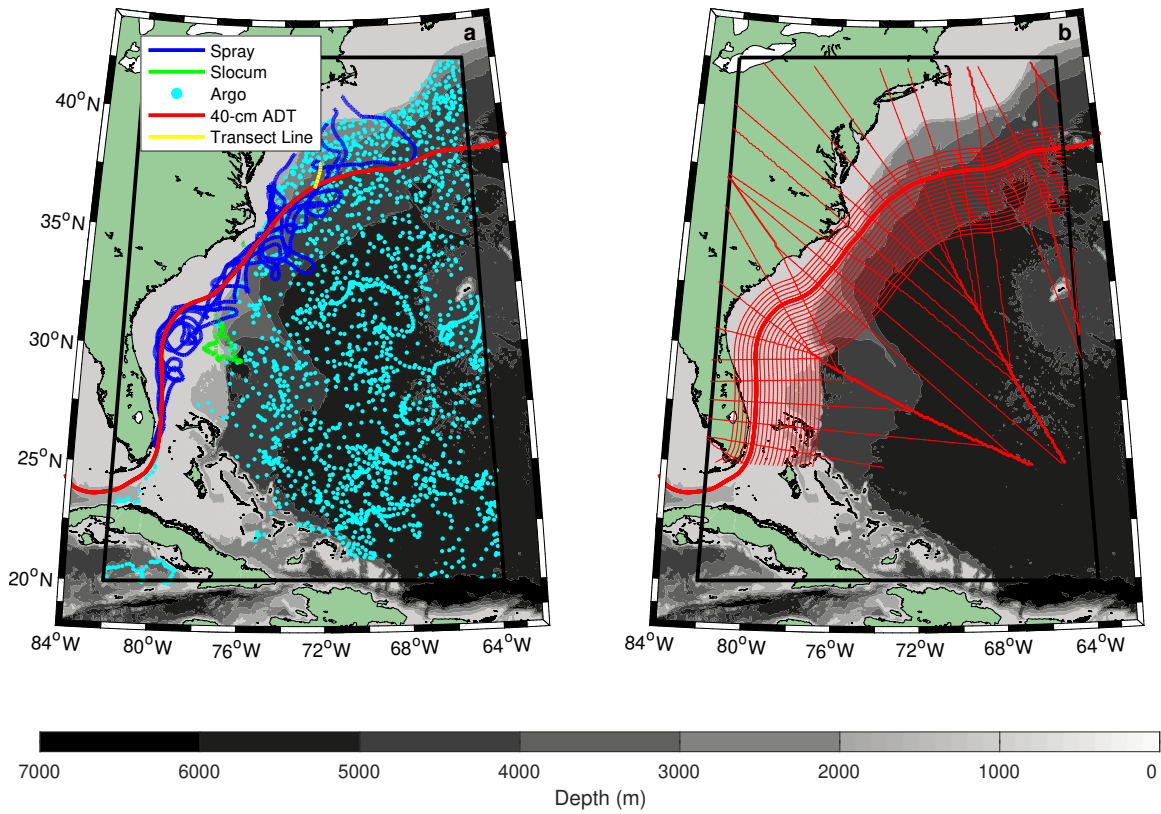 a
b
Spray
Slocum
Argo
40-cm ADT
Transect Line
40°N
35°N
30°N
25°N
20°N
84°W 80°W 76°W 72°W 68°W 64°W
84°W 80°W 76°W 72°W 68°W 64°W
7000 6000 5000 4000 3000 2000 1000 0
Depth (m)